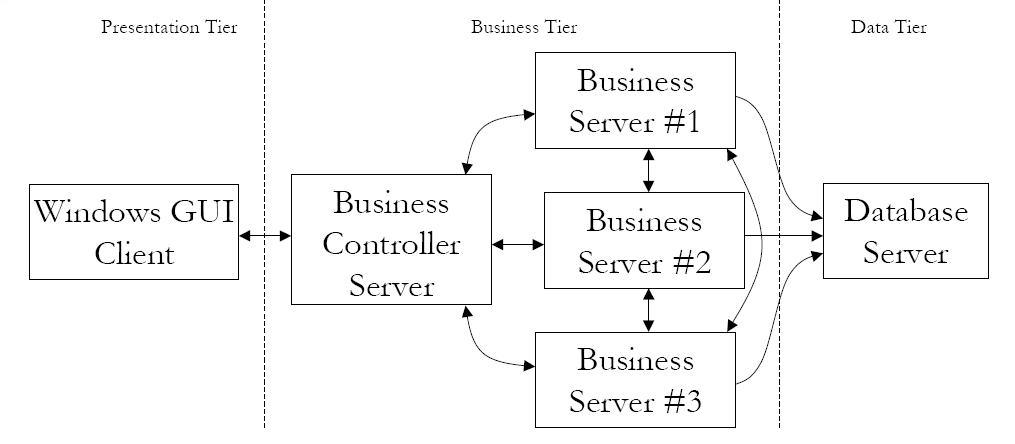 Presentation Tier
Business Tier
Data Tier
Windows GUI
Client
Business
Controller
Server
Business
Server #1
Business
Server #2
Business
Server #3
Database
Server